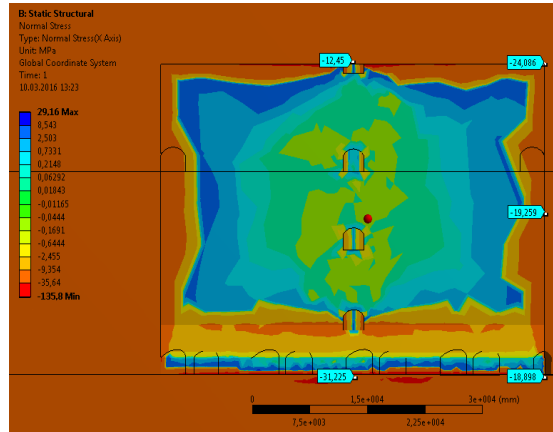 B: Static Structural
Normal Stress
Type: Normal Stress(X Axis)
Unit: MPa
Global Coordinate System
Time: 1
10.03.2016 13:23
29,16 Max
8,543
2,503
0,7331
0,2148
0,06292
0,01843
-0,01165
-0,0444
-0,1691
-0,6444
-2,455
-9,354
-35,64
-135,8 Min
-12,45
-24,086
-19,259
-31,225
-18,898
0
1,5e+004
3e+004 (mm)
7,5e+003
2,25e+004